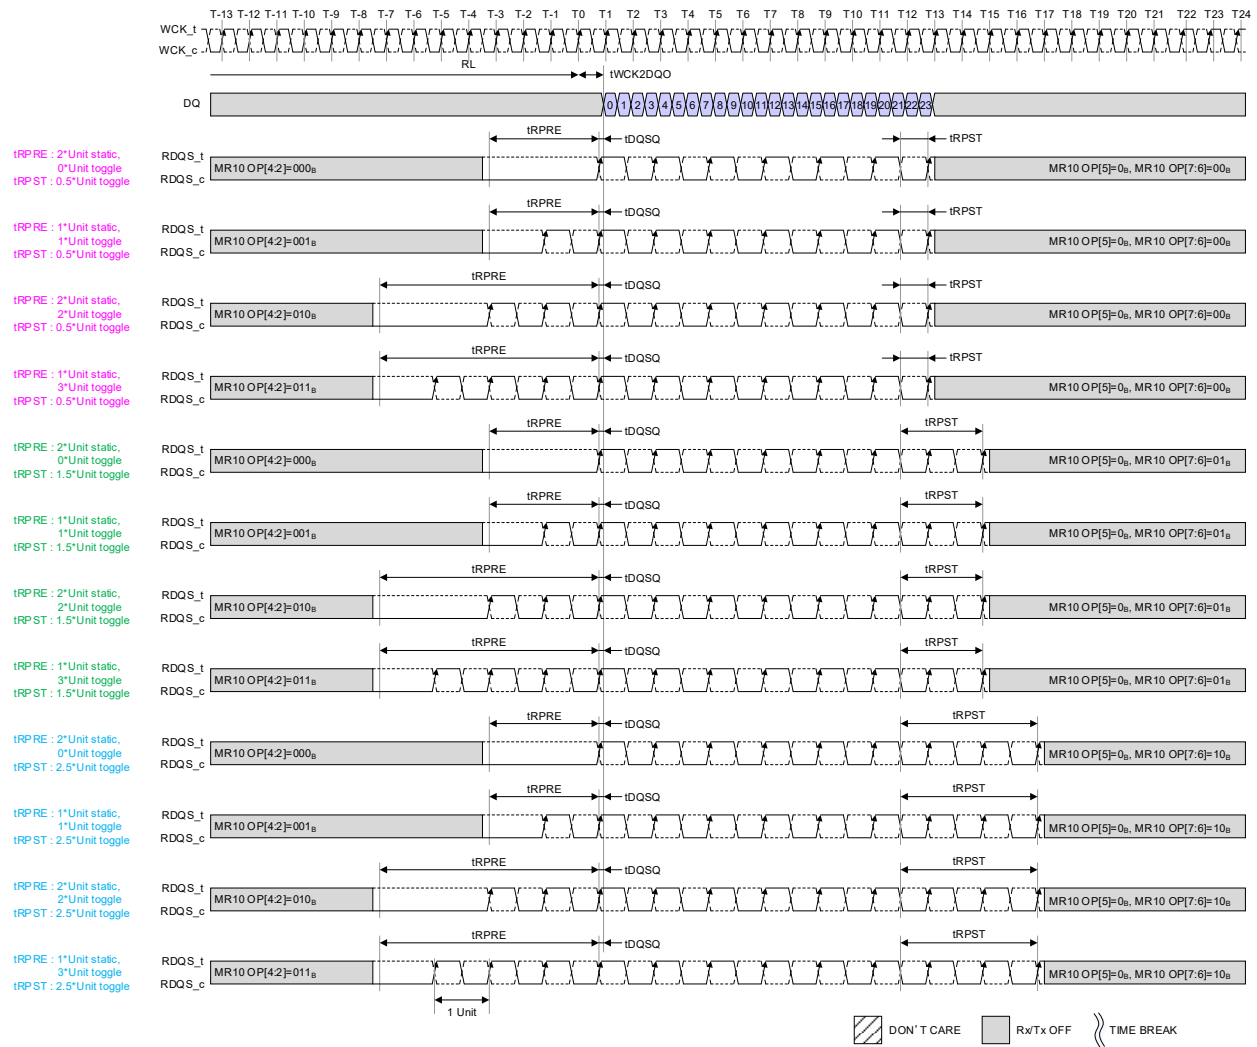 T-13 T-12 T-11 T-10 T-9 T-8 T-7 T-6 T-5 T-4 T-3 T-2 T-1 T0 T1 T2 T3 T4 T5 T6 T7 T8 T9 T10 T11 T12 T13 T14 T15 T16 T17 T18 T19 T20 T21 T22 T23 T24
WCK_t
WCK_c
RL
tWCK2DQO
DQ
0 1 2 3 4 5 6 7 8 9 10 11 12 13 14 15 16 17 18 19 20 21 22 23
tRPRE tDQSQ tRPST
tRPRE : 2*Unit static,
0*Unit toggle
tRPST : 0.5*Unit toggle
RDQS_t
RDQS_c
MR10 OP[4:2]=000B
MR10 OP[5]=0B, MR10 OP[7:6]=00B
tRPRE tDQSQ tRPST
tRPRE : 1*Unit static,
1*Unit toggle
tRPST : 0.5*Unit toggle
RDQS_t
RDQS_c
MR10 OP[4:2]=001B
MR10 OP[5]=0B, MR10 OP[7:6]=00B
tRPRE tDQSQ tRPST
tRPRE : 2*Unit static,
2*Unit toggle
tRPST : 0.5*Unit toggle
RDQS_t
RDQS_c
MR10 OP[4:2]=010B
MR10 OP[5]=0B, MR10 OP[7:6]=00B
tRPRE tDQSQ tRPST
tRPRE : 1*Unit static,
3*Unit toggle
tRPST : 0.5*Unit toggle
RDQS_t
RDQS_c
MR10 OP[4:2]=011B
MR10 OP[5]=0B, MR10 OP[7:6]=00B
tRPRE tDQSQ tRPST
tRPRE : 2*Unit static,
0*Unit toggle
tRPST : 1.5*Unit toggle
RDQS_t
RDQS_c
MR10 OP[4:2]=000B
MR10 OP[5]=0B, MR10 OP[7:6]=01B
tRPRE tDQSQ tRPST
tRPRE : 1*Unit static,
1*Unit toggle
tRPST : 1.5*Unit toggle
RDQS_t
RDQS_c
MR10 OP[4:2]=001B
MR10 OP[5]=0B, MR10 OP[7:6]=01B
tRPRE tDQSQ tRPST
tRPRE : 2*Unit static,
2*Unit toggle
tRPST : 1.5*Unit toggle
RDQS_t
RDQS_c
MR10 OP[4:2]=010B
MR10 OP[5]=0B, MR10 OP[7:6]=01B
tRPRE tDQSQ tRPST
tRPRE : 1*Unit static,
3*Unit toggle
tRPST : 1.5*Unit toggle
RDQS_t
RDQS_c
MR10 OP[4:2]=011B
MR10 OP[5]=0B, MR10 OP[7:6]=01B
tRPRE tDQSQ tRPST
tRPRE : 2*Unit static,
0*Unit toggle
tRPST : 2.5*Unit toggle
RDQS_t
RDQS_c
MR10 OP[4:2]=000B
MR10 OP[5]=0B, MR10 OP[7:6]=10B
tRPRE tDQSQ tRPST
tRPRE : 1*Unit static,
1*Unit toggle
tRPST : 2.5*Unit toggle
RDQS_t
RDQS_c
MR10 OP[4:2]=001B
MR10 OP[5]=0B, MR10 OP[7:6]=10B
tRPRE tDQSQ tRPST
tRPRE : 2*Unit static,
2*Unit toggle
tRPST : 2.5*Unit toggle
RDQS_t
RDQS_c
MR10 OP[4:2]=010B
MR10 OP[5]=0B, MR10 OP[7:6]=10B
tRPRE tDQSQ tRPST
tRPRE : 1*Unit static,
3*Unit toggle
tRPST : 2.5*Unit toggle
RDQS_t
RDQS_c
MR10 OP[4:2]=011B
MR10 OP[5]=0B, MR10 OP[7:6]=10B
1 Unit
DON'T CARE Rx/Tx OFF TIME BREAK